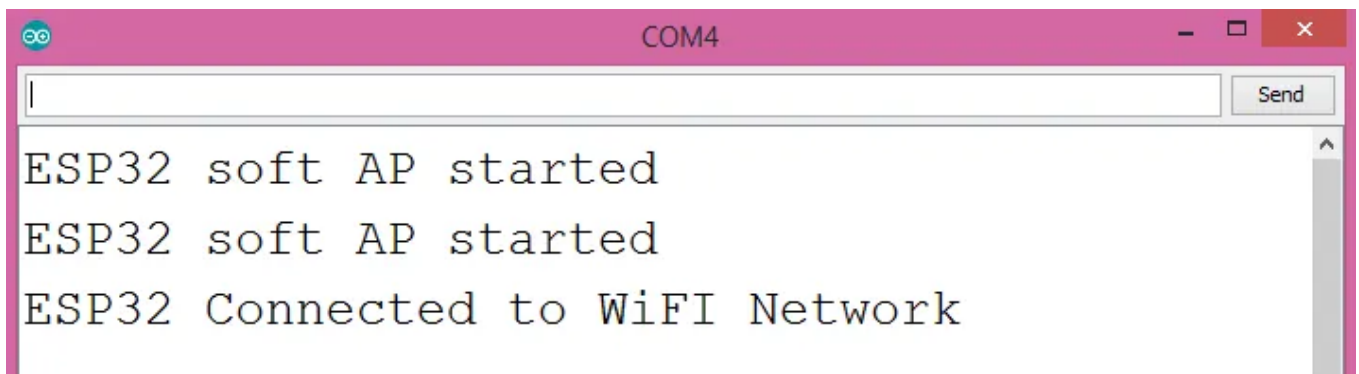 COM4
Send
ESP32 soft AP started
ESP32 soft AP started
ESP32 Connected to WiFI Network